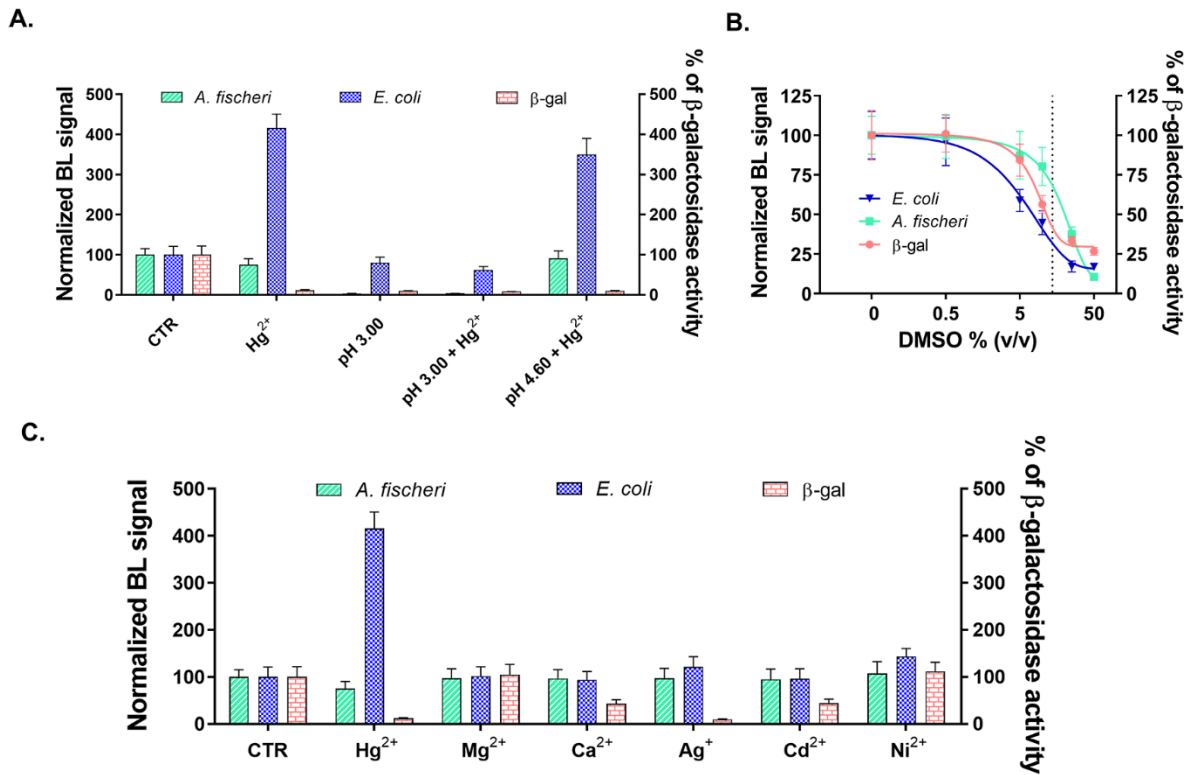 A.
A. fischeri E. coli β-gal
Normalized BL signal
500
400
300
200
100
0
500
400
300
200
100
0
% of β-galactosidase activity
CTR
Hg²⁺
pH 3.00
pH 3.00 + Hg²⁺
pH 4.60 + Hg²⁺
B.
Normalized BL signal
125
100
75
50
25
0
E. coli
A. fischeri
β-gal
125
100
75
50
25
0
% of β-galactosidase activity
0 0.5 5 50
DMSO % (v/v)
C.
A. fischeri E. coli β-gal
Normalized BL signal
500
400
300
200
100
0
500
400
300
200
100
0
% of β-galactosidase activity
CTR Hg²⁺ Mg²⁺ Ca²⁺ Ag⁺ Cd²⁺ Ni²⁺